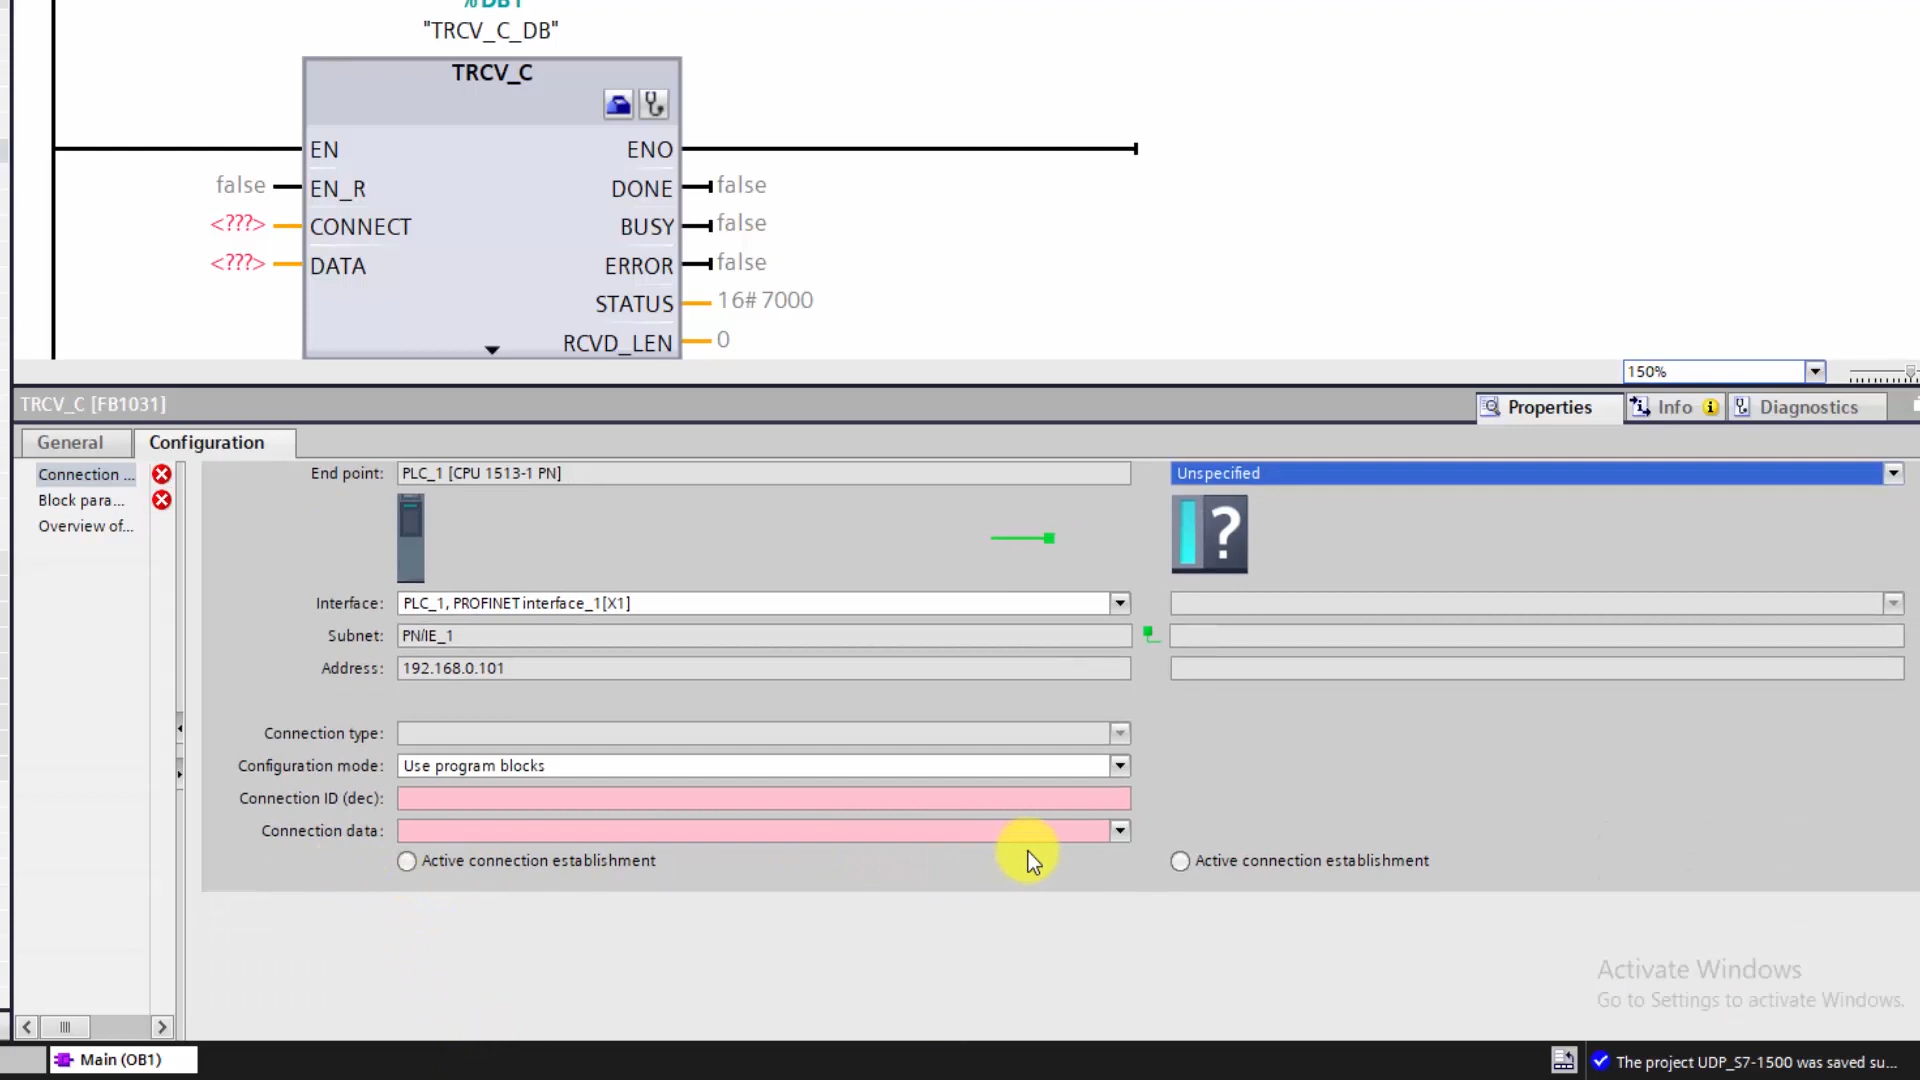 %DB1
"TRCV_C_DB"
TRCV_C
EN
ENO
false
EN_R
DONE
false
<???>
CONNECT
BUSY
false
<???>
DATA
ERROR
false
STATUS
16#7000
RCVD_LEN
0
150%
TRCV_C [FB1031]
Properties
Info
Diagnostics
General
Configuration
Connection ...
Block para...
Overview of...
End point:
PLC_1 [CPU 1513-1 PN]
Unspecified
?
Interface:
PLC_1, PROFINET interface_1[X1]
Subnet:
PN/IE_1
Address:
192.168.0.101
Connection type:
Configuration mode:
Use program blocks
Connection ID (dec):
Connection data:
Active connection establishment
Active connection establishment
Activate Windows
Go to Settings to activate Windows.
Main (OB1)
The project UDP_S7-1500 was saved su...